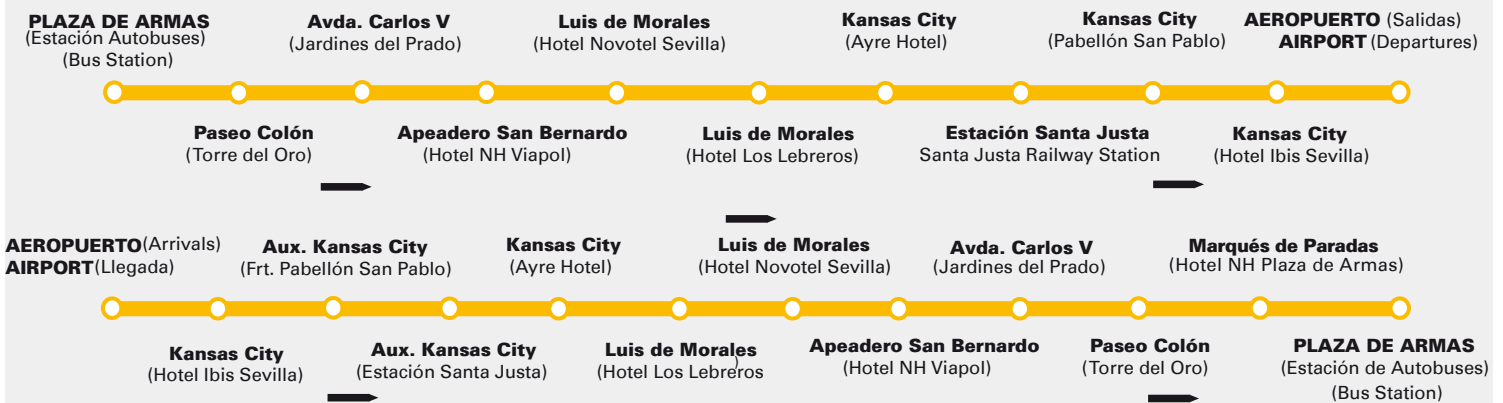 PLAZA DE ARMAS
(Estación Autobuses)
(Bus Station)
Avda. Carlos V
(Jardines del Prado)
Luis de Morales
(Hotel Novotel Sevilla)
Kansas City
(Ayre Hotel)
Kansas City
(Pabellón San Pablo)
AEROPUERTO (Salidas)
AIRPORT (Departures)
Paseo Colón
(Torre del Oro)
Apeadero San Bernardo
(Hotel NH Viapol)
Luis de Morales
(Hotel Los Lebreros)
Estación Santa Justa
Santa Justa Railway Station
Kansas City
(Hotel Ibis Sevilla)
AEROPUERTO(Arrivals)
AIRPORT(Llegada)
Aux. Kansas City
(Frt. Pabellón San Pablo)
Kansas City
(Ayre Hotel)
Luis de Morales
(Hotel Novotel Sevilla)
Avda. Carlos V
(Jardines del Prado)
Marqués de Paradas
(Hotel NH Plaza de Armas)
Kansas City
(Hotel Ibis Sevilla)
Aux. Kansas City
(Estación Santa Justa)
Luis de Morales
(Hotel Los Lebreros)
Apeadero San Bernardo
(Hotel NH Viapol)
Paseo Colón
(Torre del Oro)
PLAZA DE ARMAS
(Estación de Autobuses)
(Bus Station)